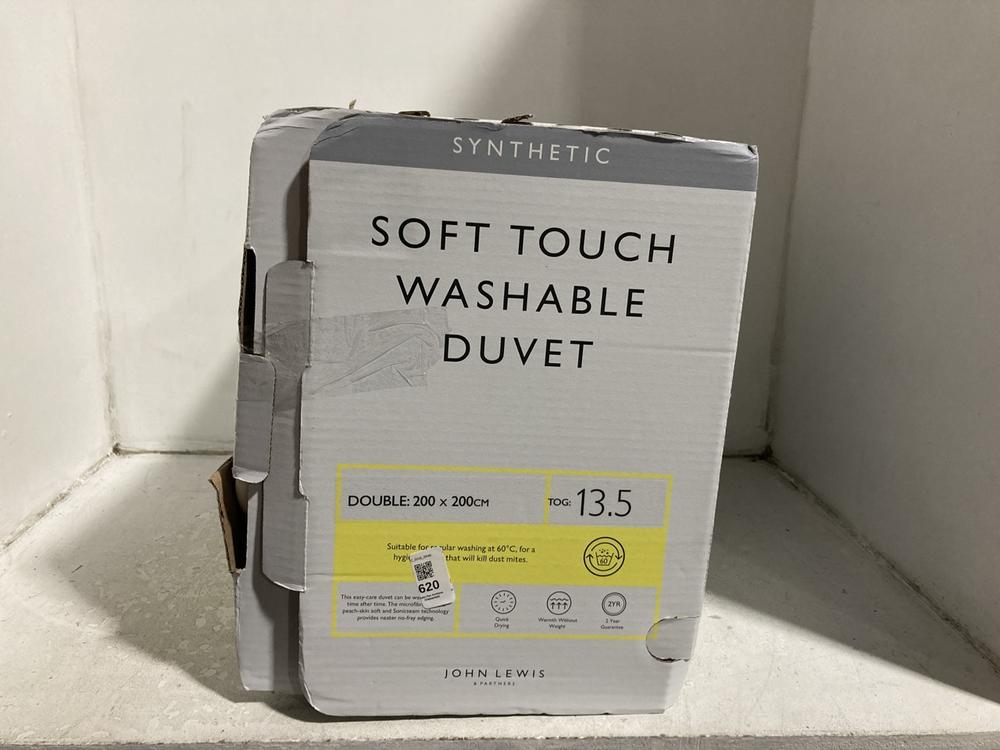 SYNTHETIC
SOFT TOUCH
WASHABLE
DUVET
DOUBLE: 200 x 200CM
TOG: 13.5
Suitable for regular washing at 60°C, for a
that will kill dust mites.
60
620
This easy-care duvet can be
time after time. The
peach-skin soft and Sonicseam technology
provides neater no-fray edging.
Quick
Drying
Warmth Without
Weight
2YR
2 Year
Guarantee
JOHN LEWIS
& PARTNERS